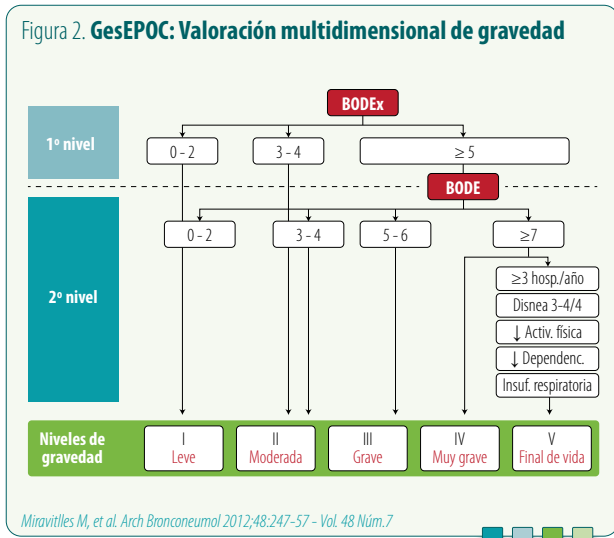 Figura 2. GesEPOC: Valoración multidimensional de gravedad
BODEx
1º nivel
0 - 2
3 - 4
≥ 5
BODE
2º nivel
0 - 2
3 - 4
5 - 6
≥7
≥3 hosp./año
Disnea 3-4/4
↓ Activ. física
↓ Dependenc.
Insuf. respiratoria
Niveles de
gravedad
I
Leve
II
Moderada
III
Grave
IV
Muy grave
V
Final de vida
Miravitlles M, et al. Arch Bronconeumol 2012;48:247-57 - Vol. 48 Núm.7